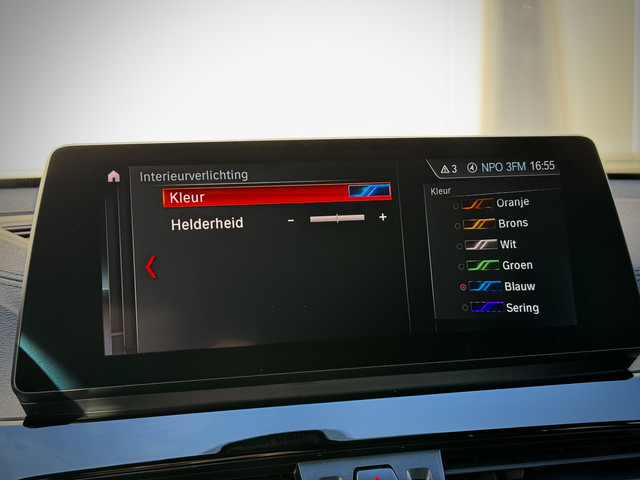 Interieurverlichting
Kleur
Helderheid - +
3 4 NPO 3FM 16:55
Kleur
Oranje
Brons
Wit
Groen
Blauw
Sering